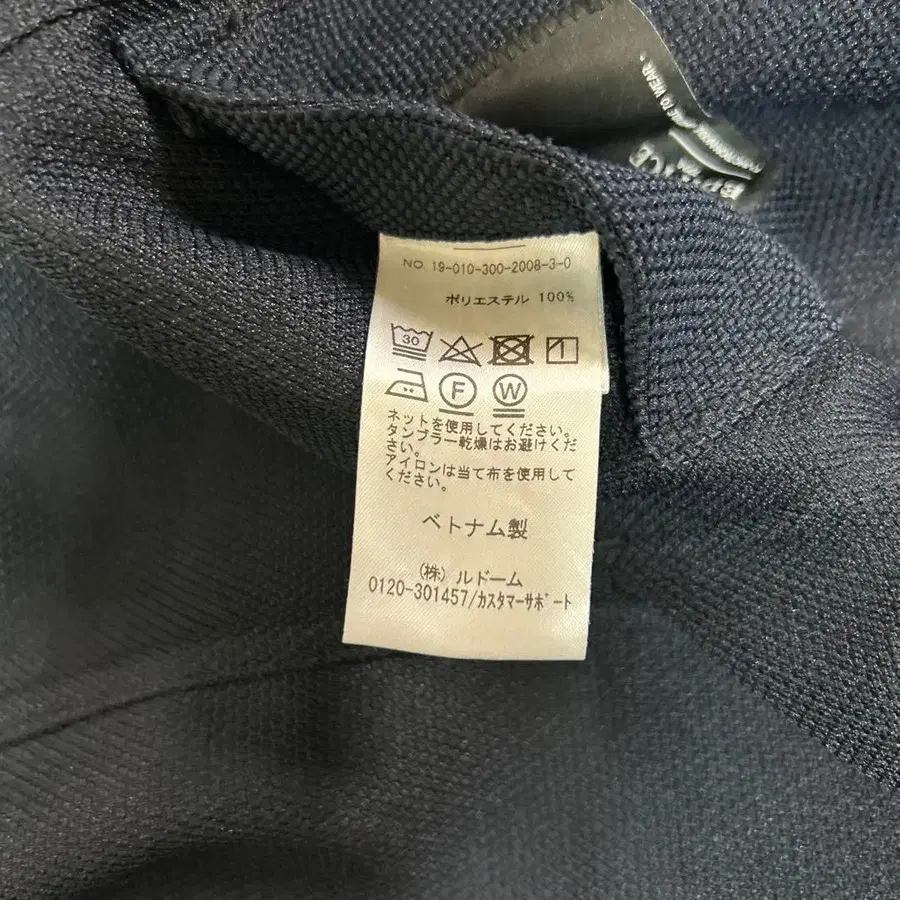 NO. 19-010-300-2008-3-0
ポリエステル 100%
30
F W
ネットを使用してください。
タンブラー乾燥はお避けくだ
さい。
アイロンは当て布を使用して
ください。
ベトナム製
(株) ルドーム
0120-301457/カスタマーサポート
TO WEAR.